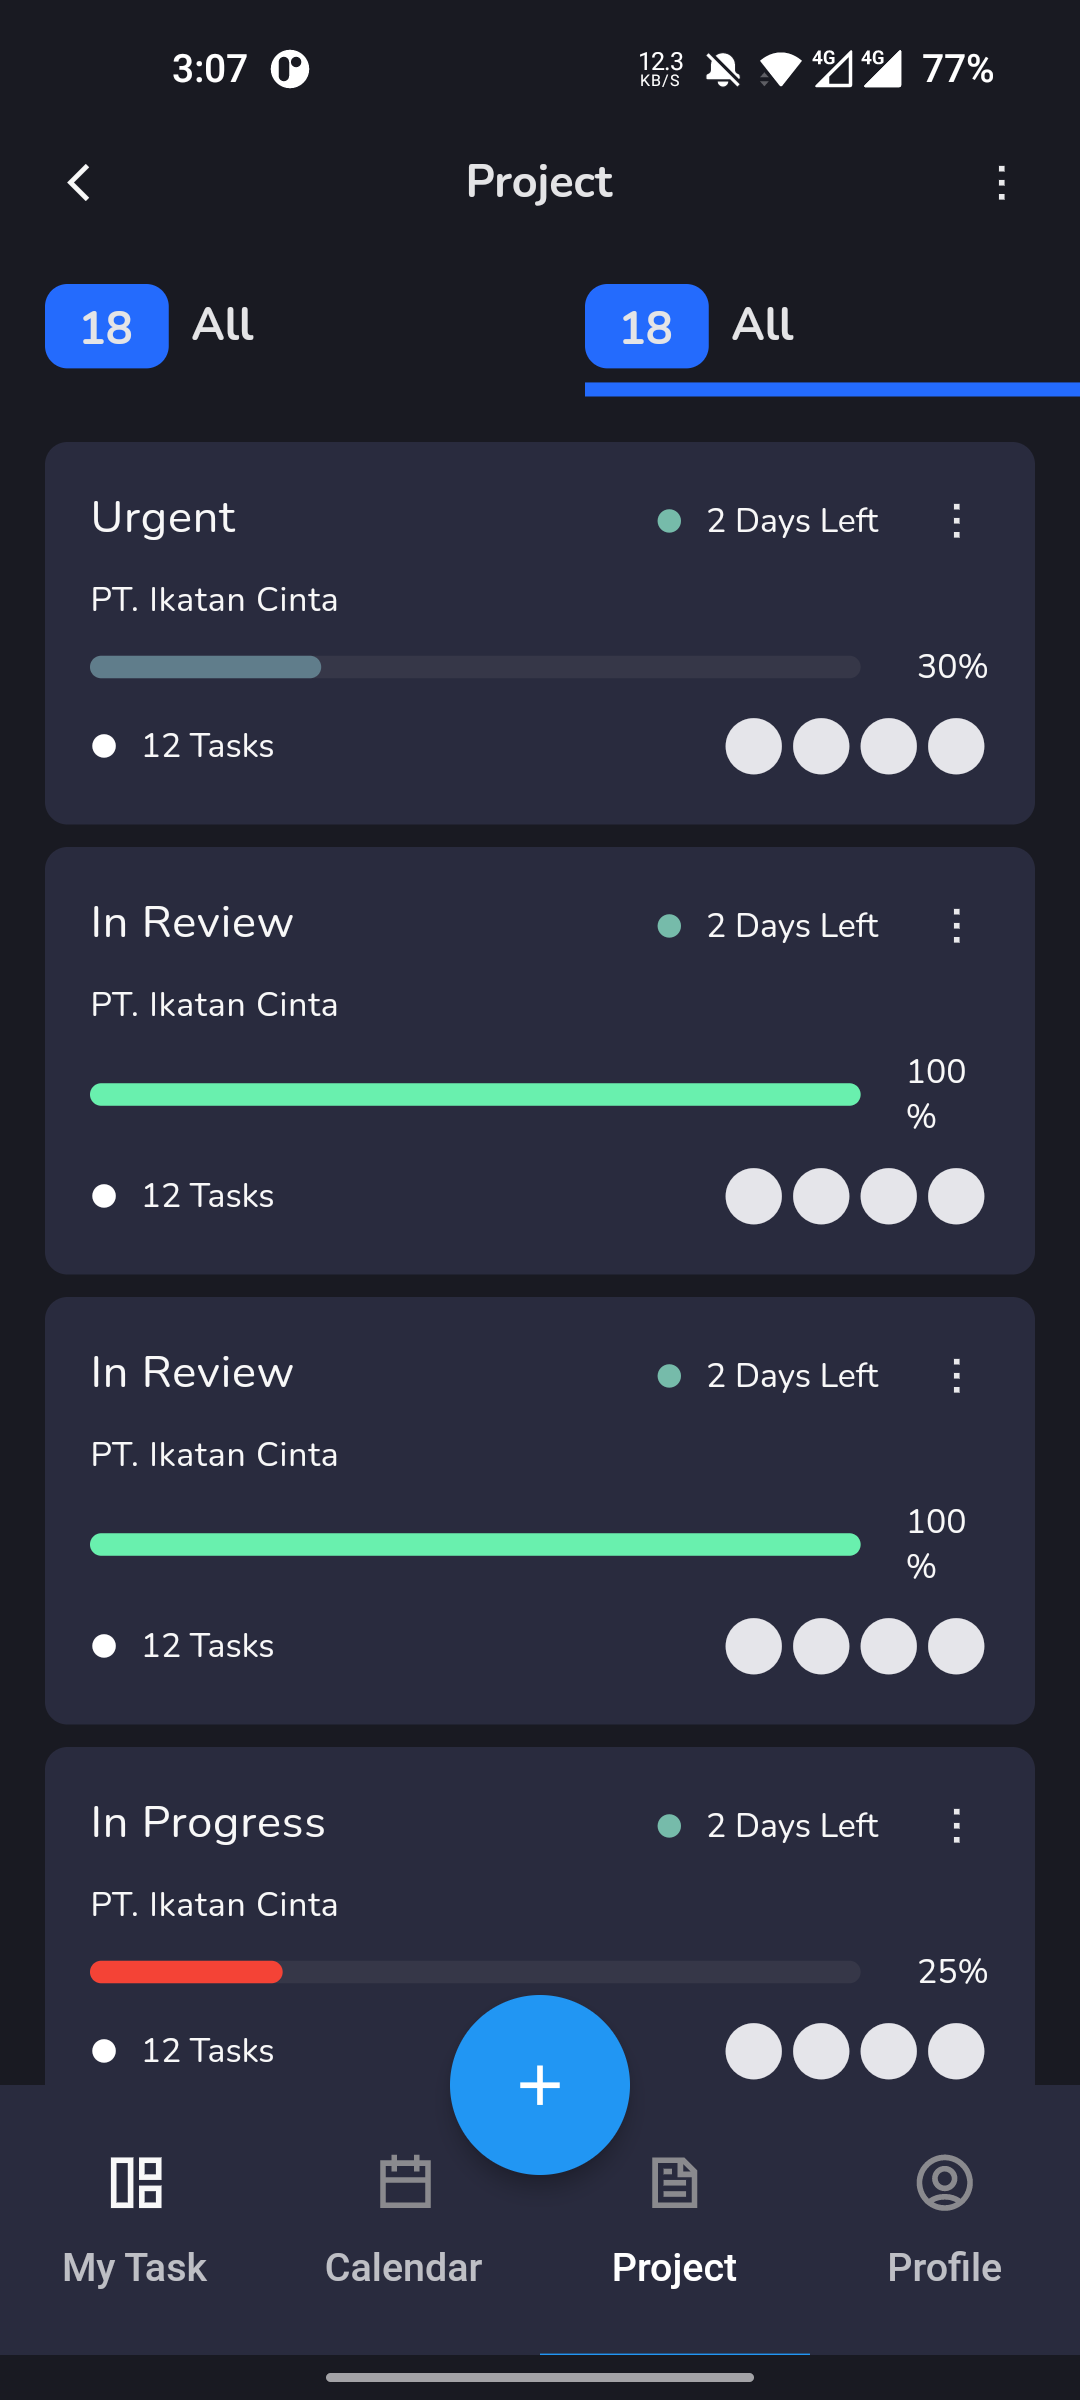 3:07
12.3
KB/S
4G
4G
77%
Project
18 All
18 All
Urgent
2 Days Left
PT. Ikatan Cinta
30%
12 Tasks
In Review
2 Days Left
PT. Ikatan Cinta
100
%
12 Tasks
In Review
2 Days Left
PT. Ikatan Cinta
100
%
12 Tasks
In Progress
2 Days Left
PT. Ikatan Cinta
25%
12 Tasks
My Task
Calendar
Project
Profile